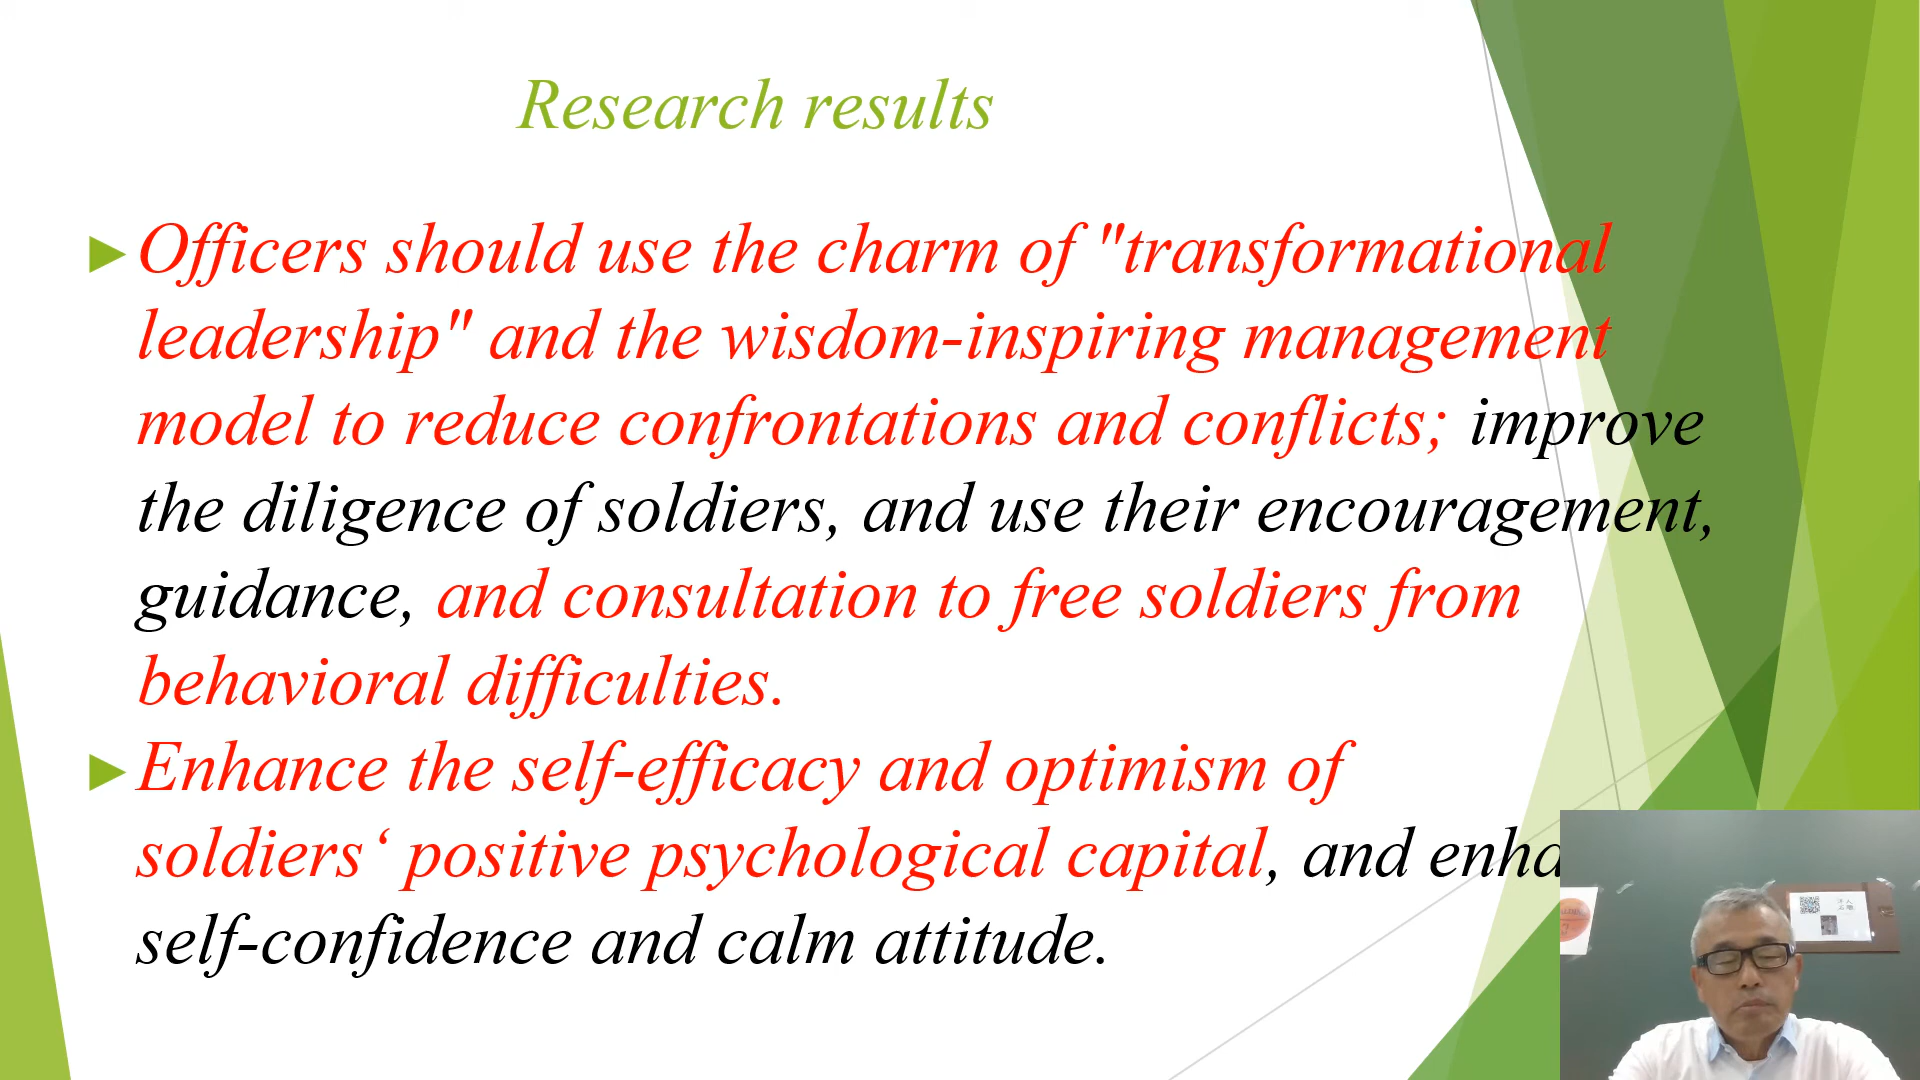 Research results
Officers should use the charm of "transformational
leadership" and the wisdom-inspiring management
model to reduce confrontations and conflicts; improve
the diligence of soldiers, and use their encouragement,
guidance, and consultation to free soldiers from
behavioral difficulties.
Enhance the self-efficacy and optimism of
soldiers‘ positive psychological capital, and
self-confidence and calm attitude.